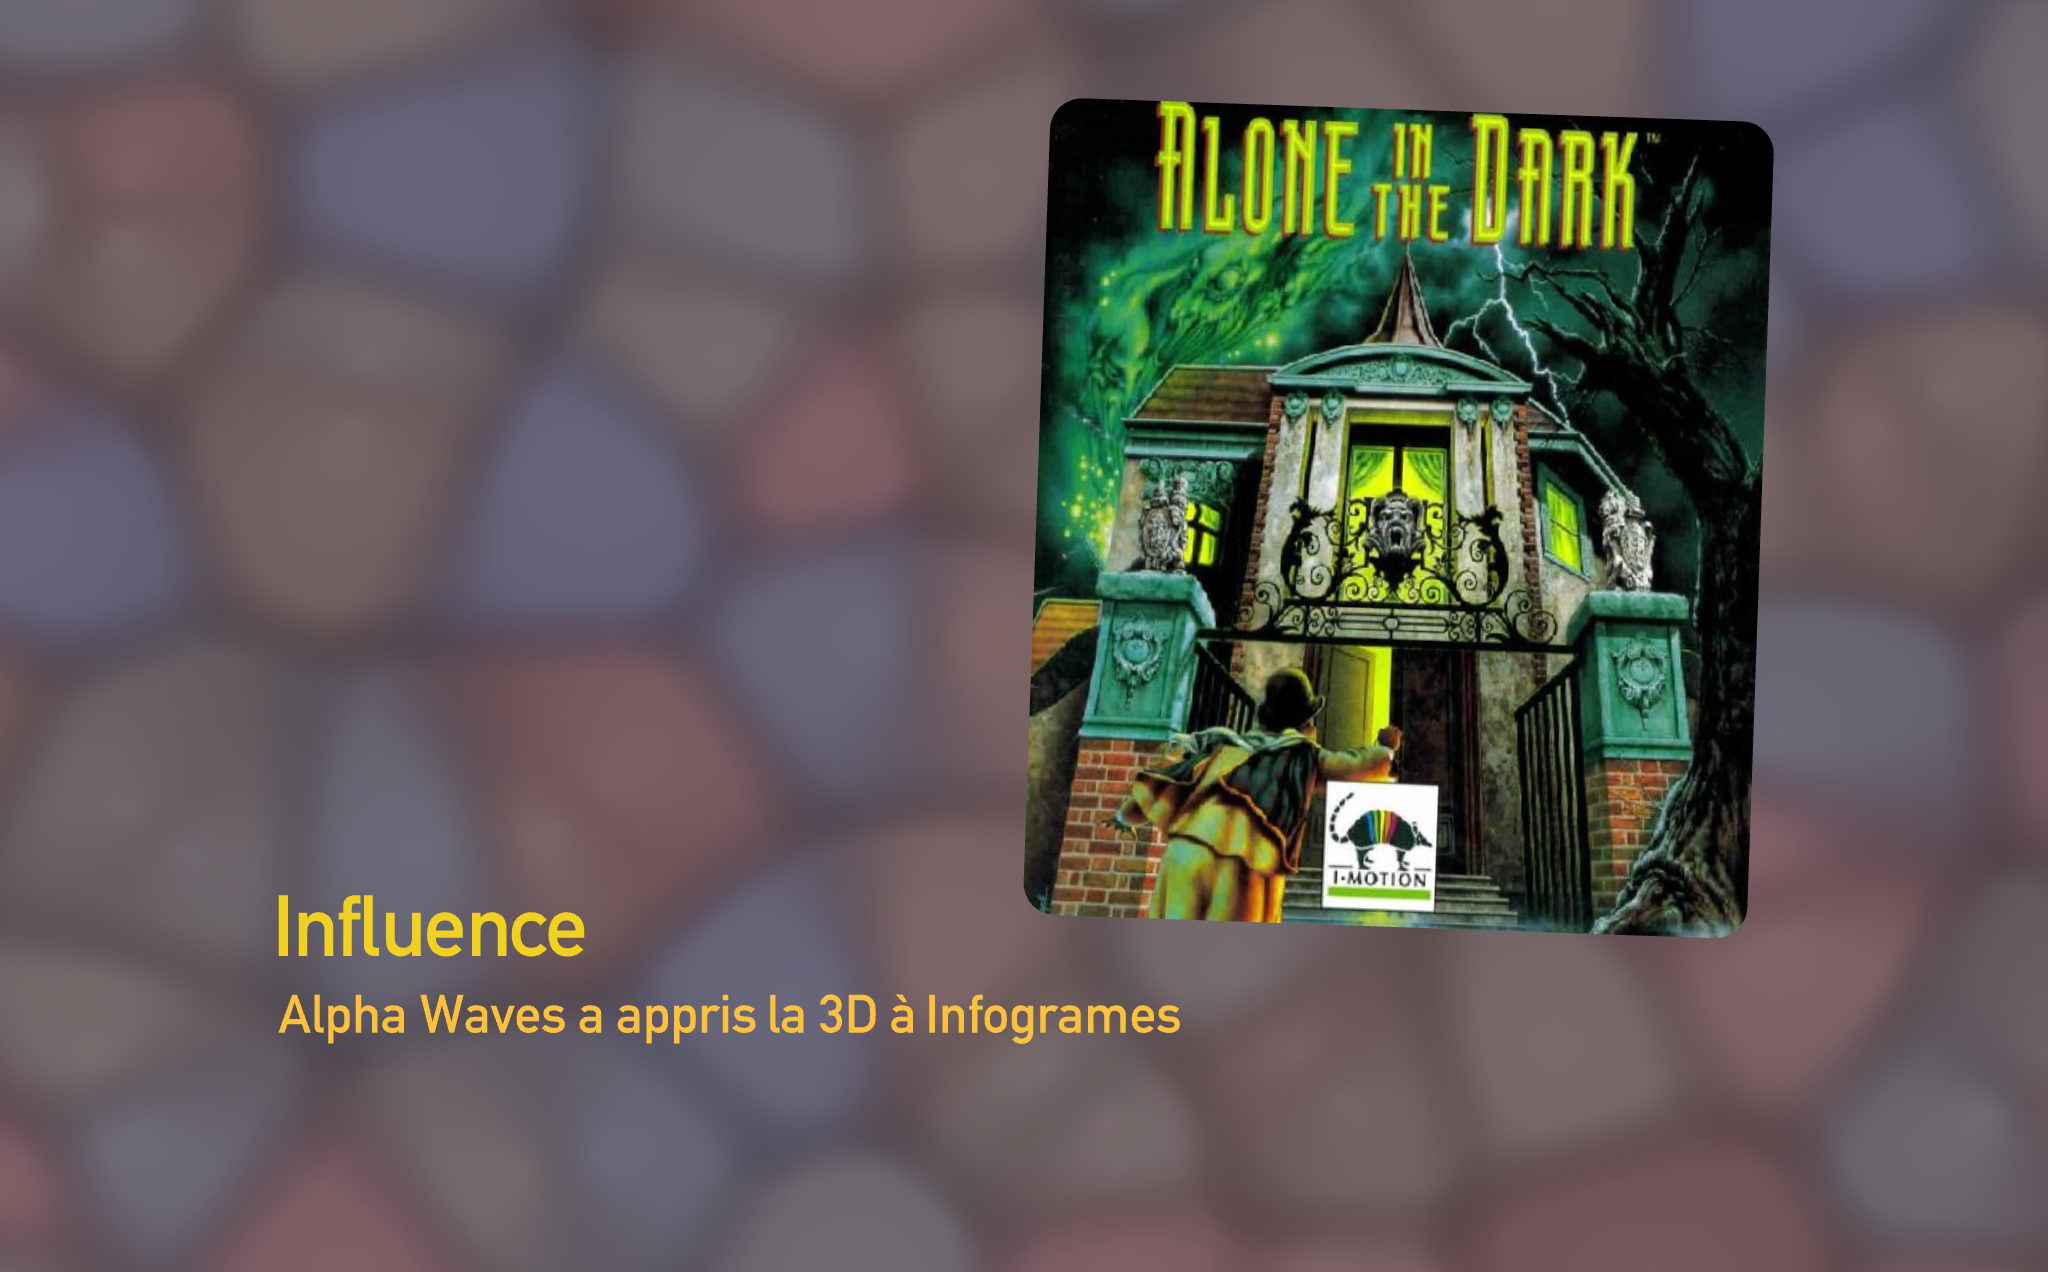 ALONE IN THE DARK™
I·MOTION
Influence
Alpha Waves a appris la 3D à Infogrames